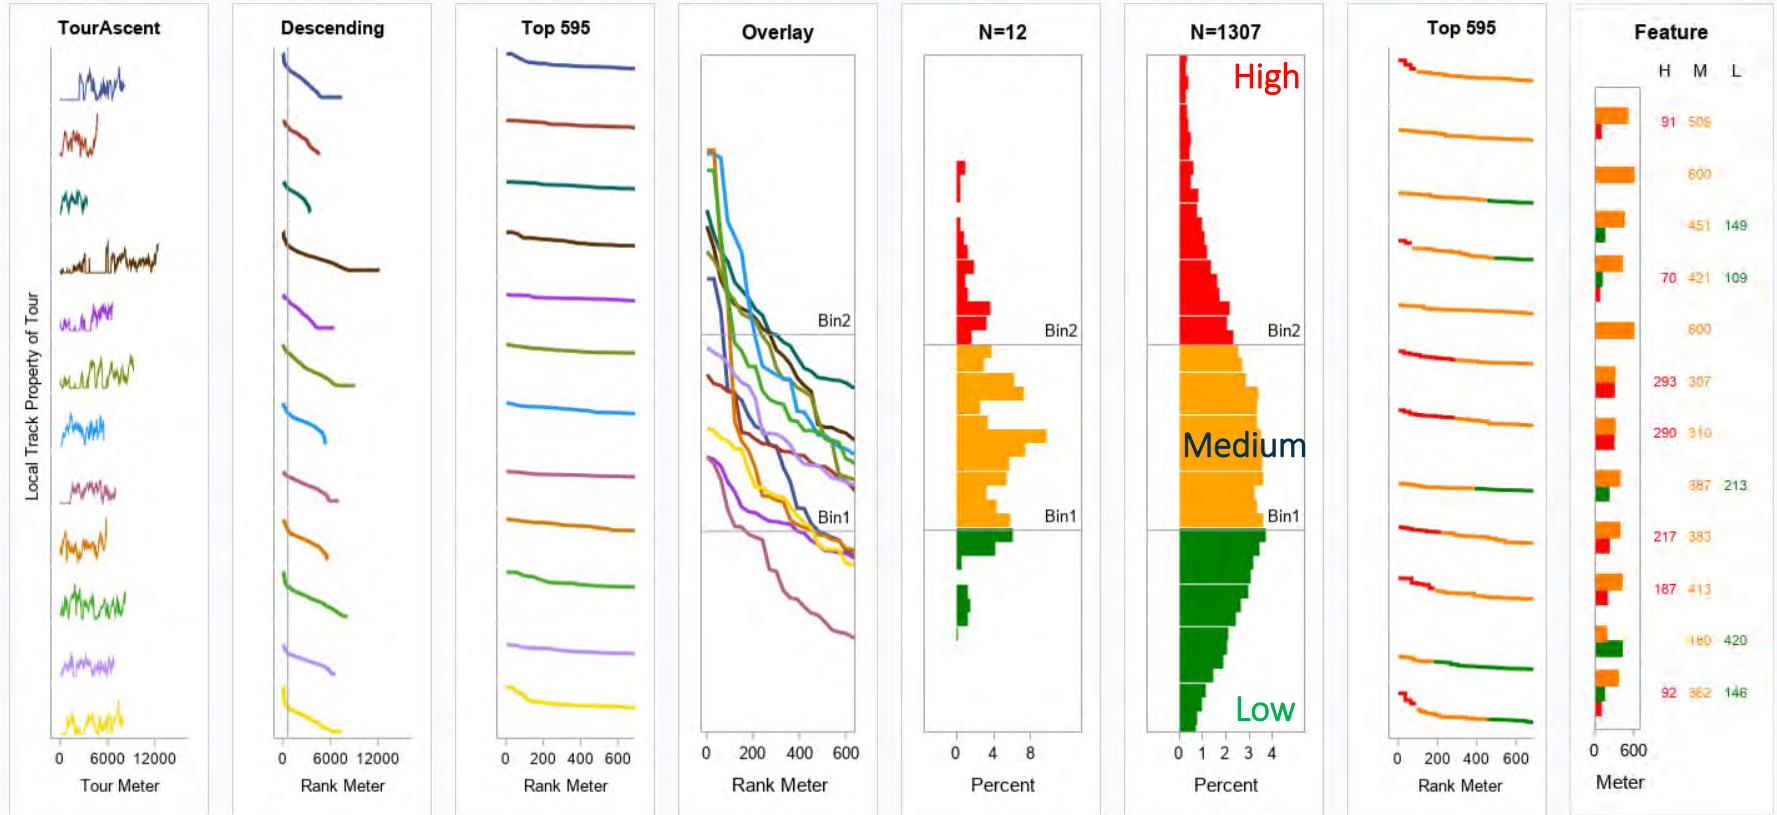 TourAscent
Descending
Top 595
Overlay
N=12
N=1307
Top 595
Feature
H M L
High
91 509
600
451 149
70 421 109
Local Track Property of Tour
Bin2
Bin2
Bin2
600
293 307
290 310
Medium
387 213
Bin1
Bin1
Bin1
217 383
187 413
180 420
Low
92 362 146
0 6000 12000
0 6000 12000
0 200 400 600
0 200 400 600
0 4 8
0 1 2 3 4
0 200 400 600
0 600
Tour Meter
Rank Meter
Rank Meter
Rank Meter
Percent
Percent
Rank Meter
Meter